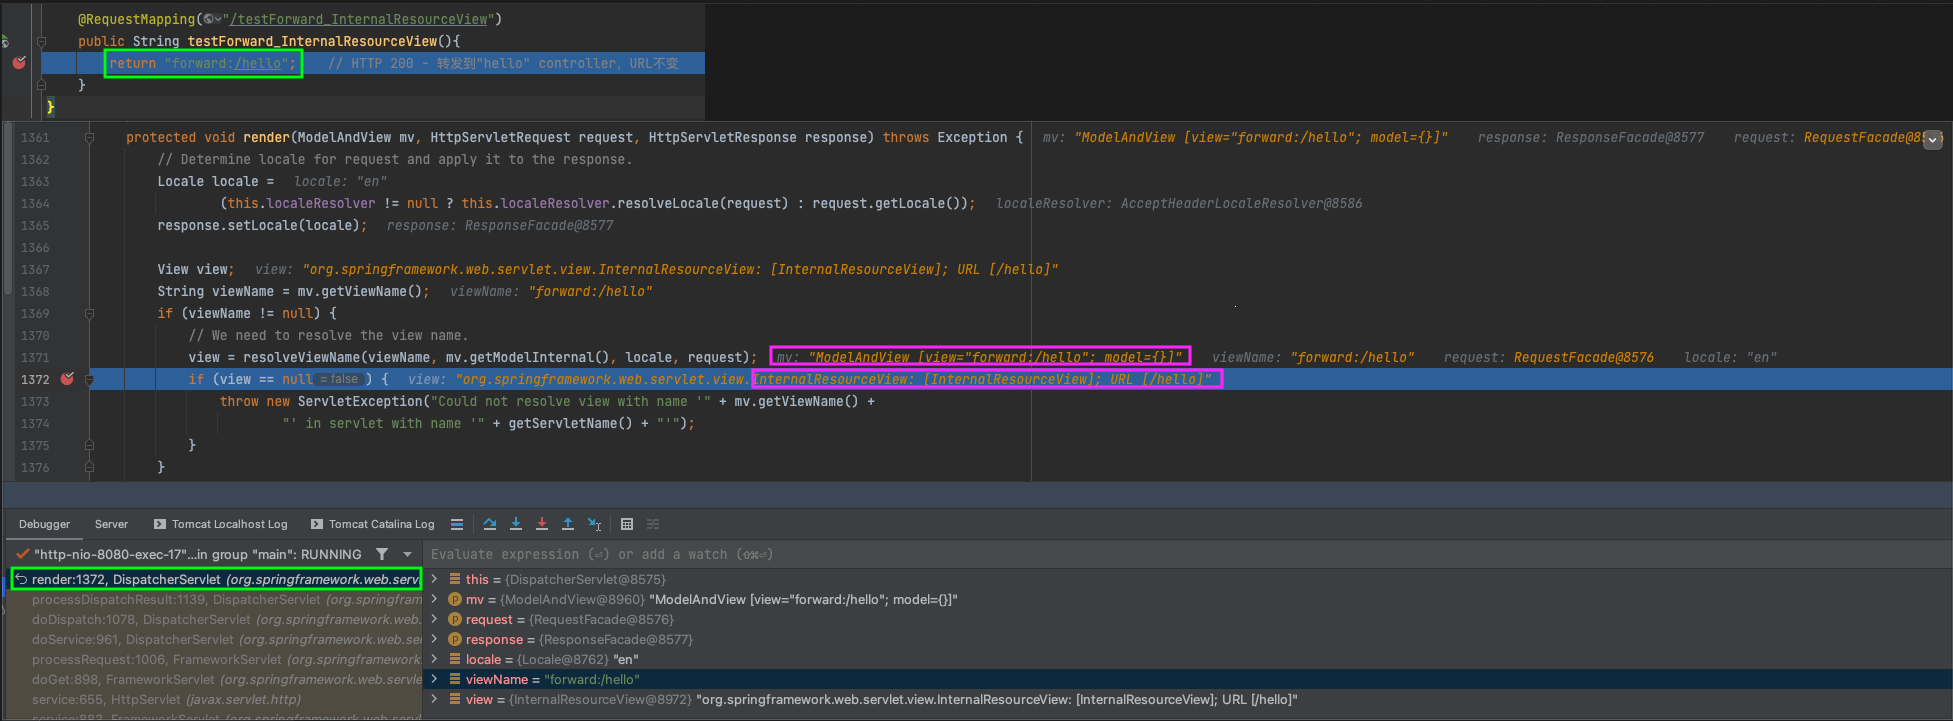 @RequestMapping("/testForward_InternalResourceView")
public String testForward_InternalResourceView(){
return "forward:/hello"; // HTTP 200 - 转发到"hello" controller，URL不变
}
}
1361 protected void render(ModelAndView mv, HttpServletRequest request, HttpServletResponse response) throws Exception { mv: "ModelAndView [view="forward:/hello"; model={}]" response: ResponseFacade@8577 request: RequestFacade@8576
1362 // Determine locale for request and apply it to the response.
1363 Locale locale = locale: "en"
1364 (this.localeResolver != null ? this.localeResolver.resolveLocale(request) : request.getLocale()); localeResolver: AcceptHeaderLocaleResolver@8586
1365 response.setLocale(locale); response: ResponseFacade@8577
1366
1367 View view; view: "org.springframework.web.servlet.view.InternalResourceView: [InternalResourceView]; URL [/hello]"
1368 String viewName = mv.getViewName(); viewName: "forward:/hello"
1369 if (viewName != null) {
1370 // We need to resolve the view name.
1371 view = resolveViewName(viewName, mv.getModelInternal(), locale, request); mv: "ModelAndView [view="forward:/hello"; model={}]" viewName: "forward:/hello" request: RequestFacade@8576 locale: "en"
1372 if (view == null = false ) { view: "org.springframework.web.servlet.view.InternalResourceView: [InternalResourceView]; URL [/hello]"
1373 throw new ServletException("Could not resolve view with name '" + mv.getViewName() +
1374 "' in servlet with name '" + getServletName() + "'");
1375 }
1376 }
Debugger Server Tomcat Localhost Log Tomcat Catalina Log
"http-nio-8080-exec-17"...in group "main": RUNNING
Evaluate expression (⏎) or add a watch (⇧⌘⏎)
render:1372, DispatcherServlet (org.springframework.web.serv
processDispatchResult:1139, DispatcherServlet (org.springfram
doDispatch:1078, DispatcherServlet (org.springframework.web.
doService:961, DispatcherServlet (org.springframework.web.se
processRequest:1006, FrameworkServlet (org.springframework.
doGet:898, FrameworkServlet (org.springframework.web.servle
service:655, HttpServlet (javax.servlet.http)
service:883, FrameworkServlet (org.springframework.web.serv
this = {DispatcherServlet@8575}
mv = {ModelAndView@8960} "ModelAndView [view="forward:/hello"; model={}]"
request = {RequestFacade@8576}
response = {ResponseFacade@8577}
locale = {Locale@8762} "en"
viewName = "forward:/hello"
view = {InternalResourceView@8972} "org.springframework.web.servlet.view.InternalResourceView: [InternalResourceView]; URL [/hello]"